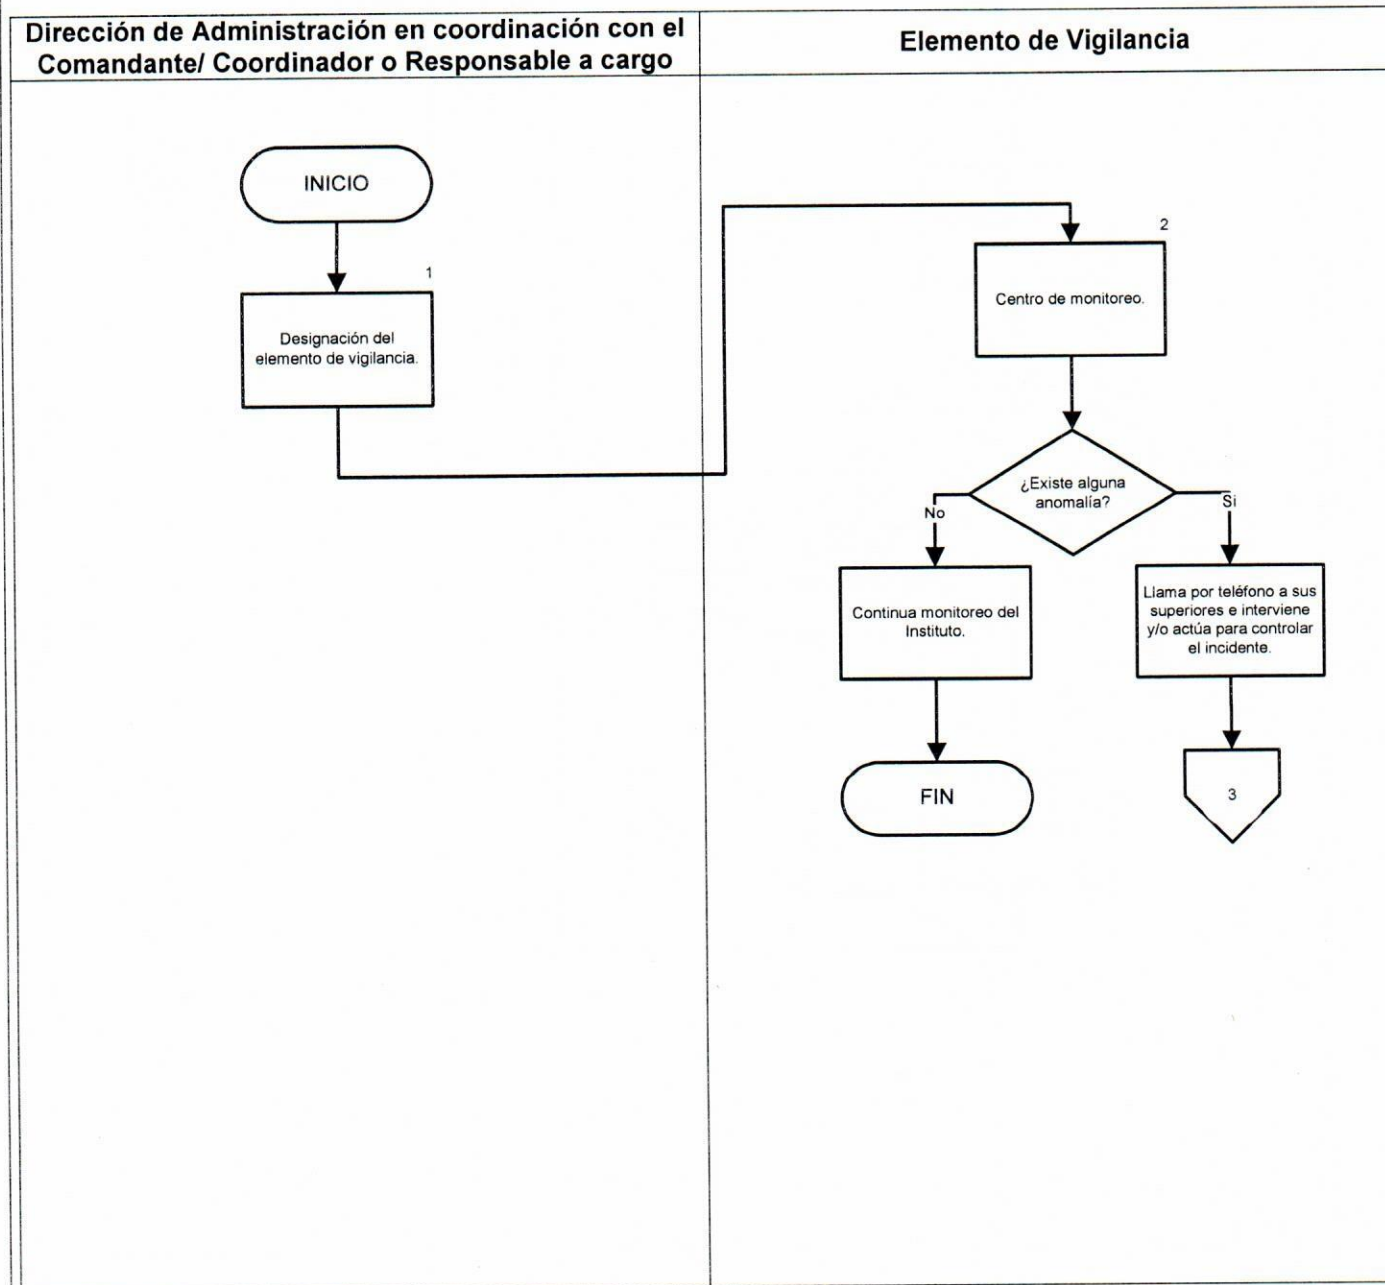 Dirección de Administración en coordinación con el
Comandante/ Coordinador o Responsable a cargo
Elemento de Vigilancia
INICIO
1
Designación del
elemento de vigilancia.
2
Centro de monitoreo.
¿Existe alguna
anomalía?
No
Si
Continua monitoreo del
Instituto.
Llama por teléfono a sus
superiores e interviene
y/o actúa para controlar
el incidente.
FIN
3